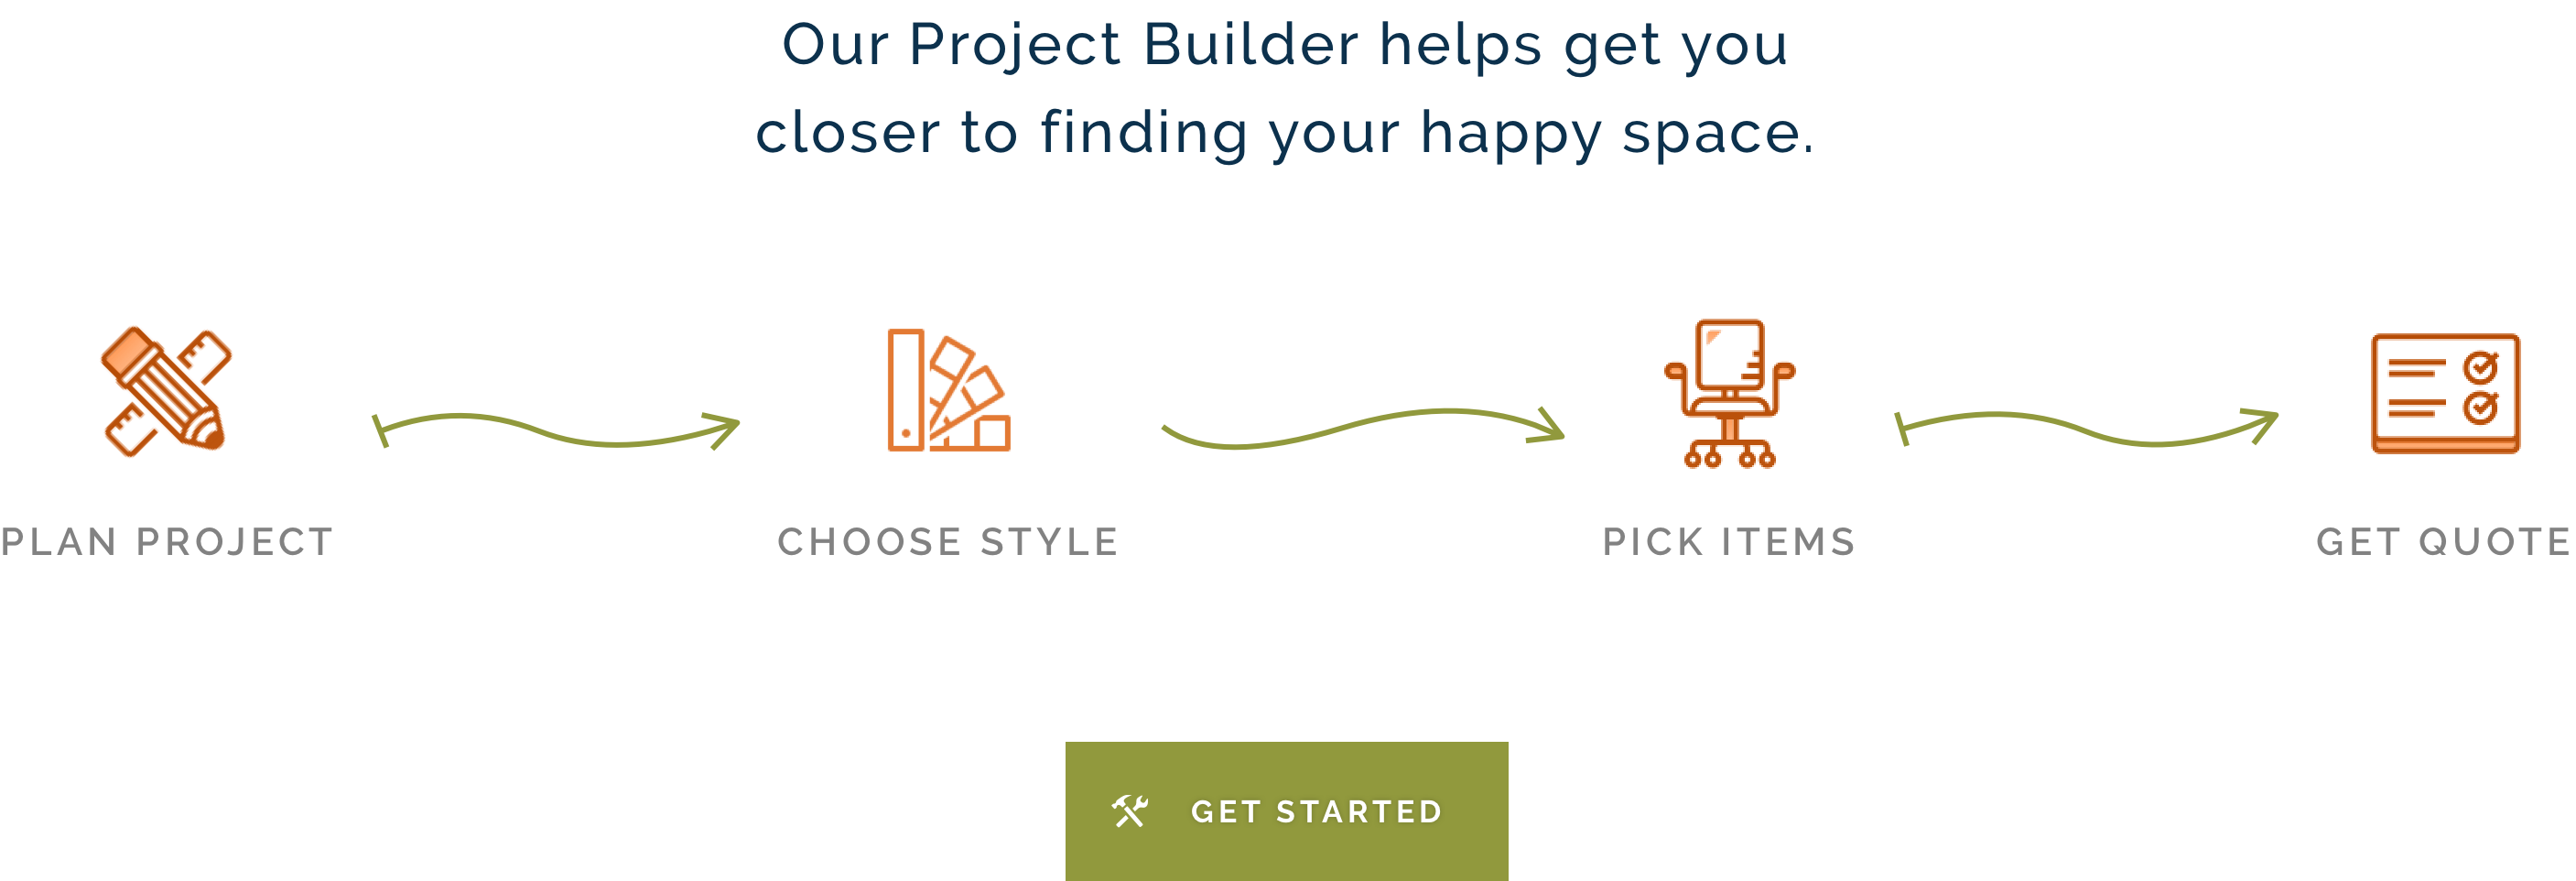 Our Project Builder helps get you
closer to finding your happy space.
PLAN PROJECT
CHOOSE STYLE
PICK ITEMS
GET QUOTE
GET STARTED